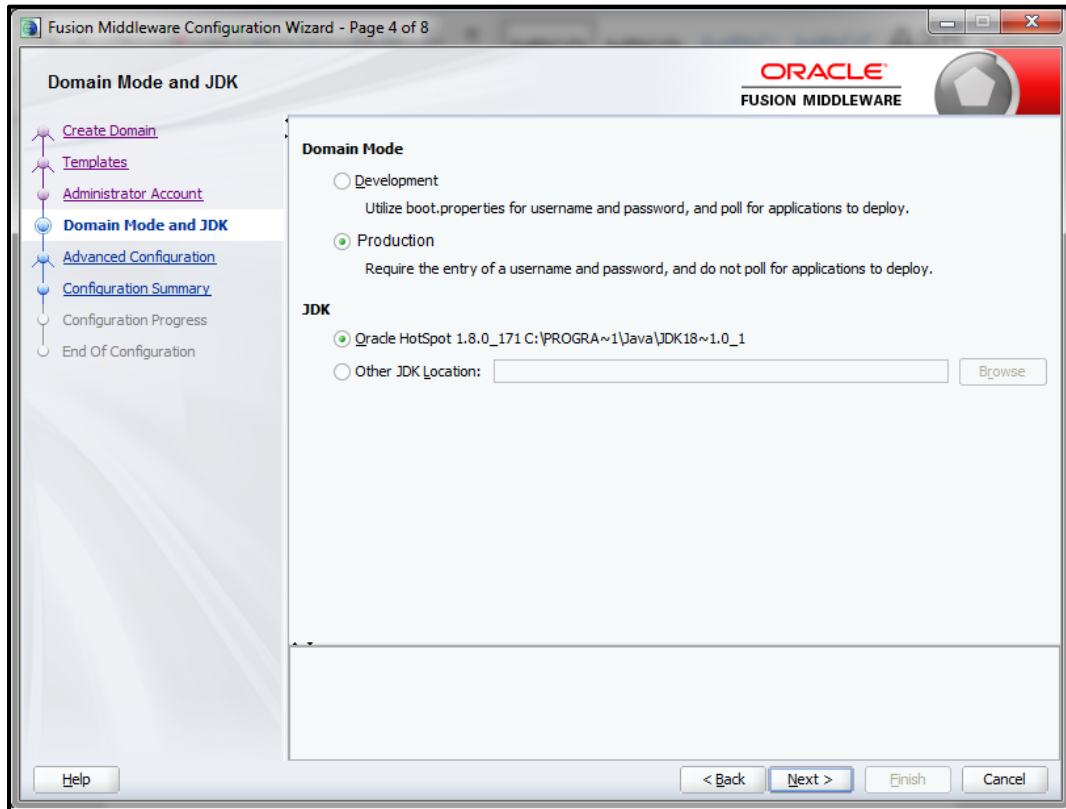 Fusion Middleware Configuration Wizard - Page 4 of 8
Domain Mode and JDK
ORACLE
FUSION MIDDLEWARE
Create Domain
Templates
Administrator Account
Domain Mode and JDK
Advanced Configuration
Configuration Summary
Configuration Progress
End Of Configuration
Domain Mode
Development
Utilize boot.properties for username and password, and poll for applications to deploy.
Production
Require the entry of a username and password, and do not poll for applications to deploy.
JDK
Oracle HotSpot 1.8.0_171 C:\PROGRA~1\Java\JDK18~1.0_1
Other JDK Location:
Browse
Help
< Back
Next >
Finish
Cancel